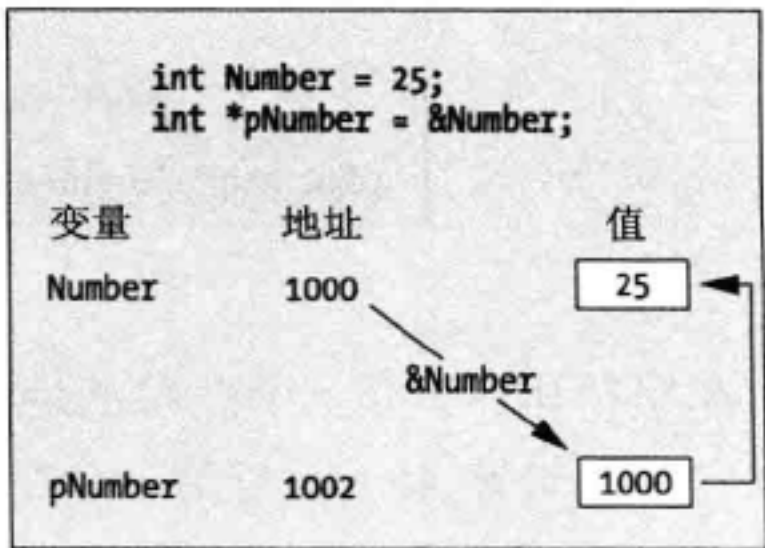 int Number = 25;
int *pNumber = &Number;
变量 地址 值
Number 1000 25
&Number
pNumber 1002 1000